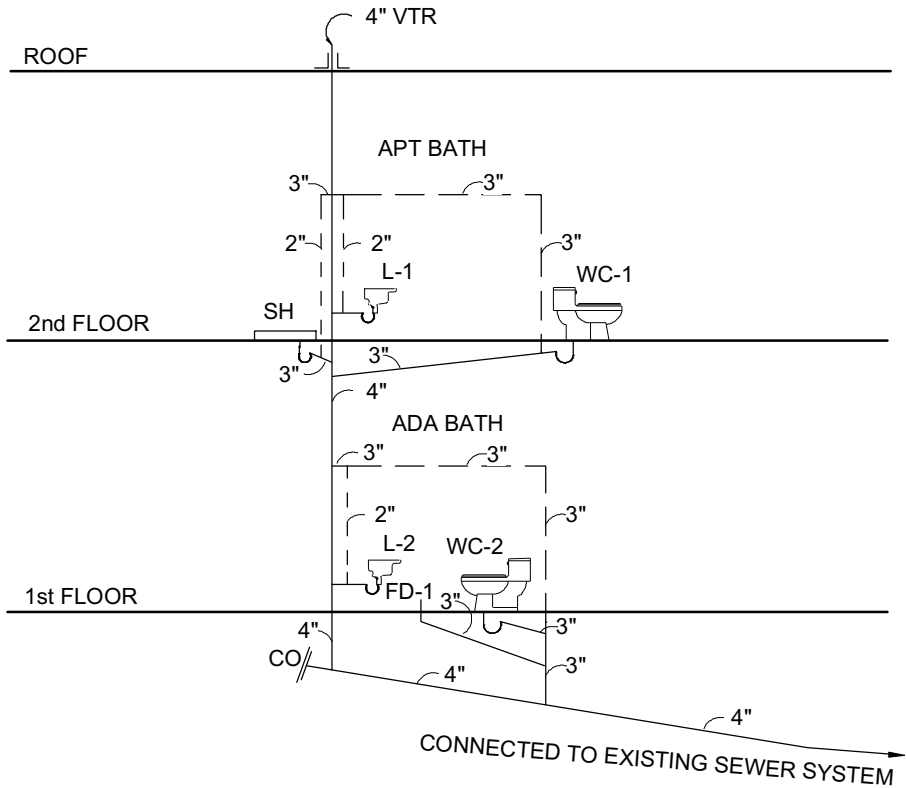 4" VTR
ROOF
APT BATH
3"
3"
2"
2"
3"
L-1
WC-1
SH
2nd FLOOR
3"
3"
4"
ADA BATH
3"
3"
2"
3"
L-2
WC-2
FD-1
3"
1st FLOOR
4"
3"
CO
3"
4"
4"
CONNECTED TO EXISTING SEWER SYSTEM